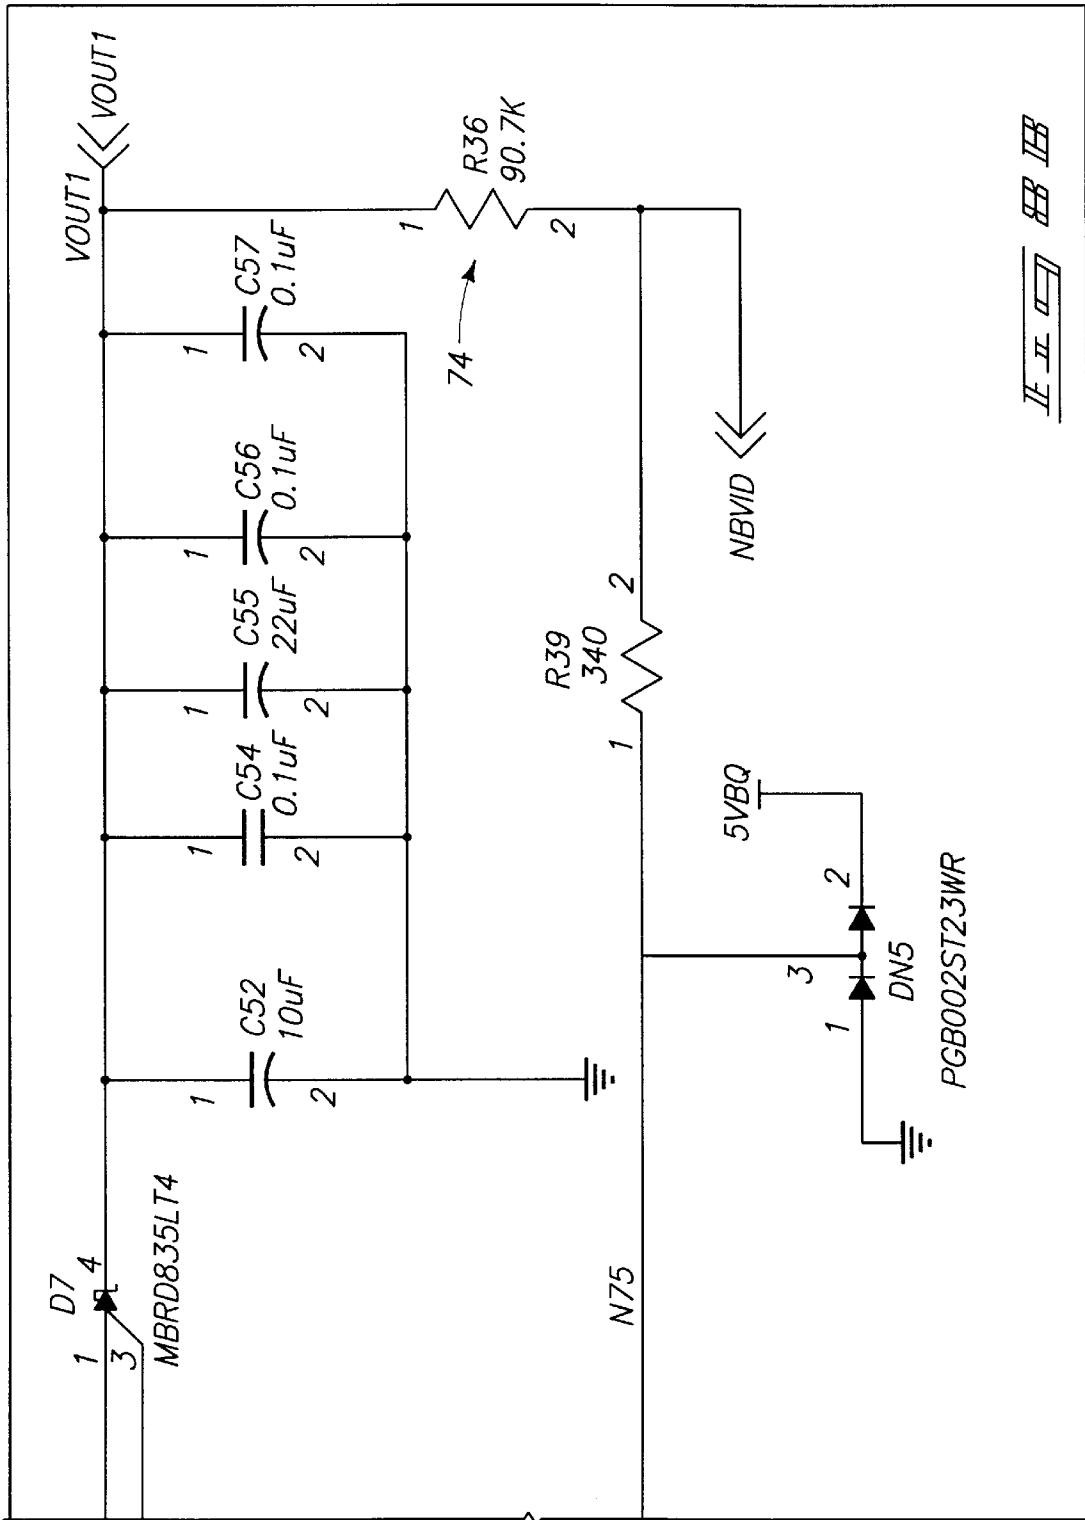 D7
1
4
3
MBRD835LT4
VOUT1
VOUT1
1
C52
10uF
2
1
C54
0.1uF
2
1
C55
22uF
2
1
C56
0.1uF
2
1
C57
0.1uF
2
1
R36
90.7K
2
74
R39
340
1
2
N75
NBVID
5VBQ
3
1
2
DN5
PGB002ST23WR
FIG 8B